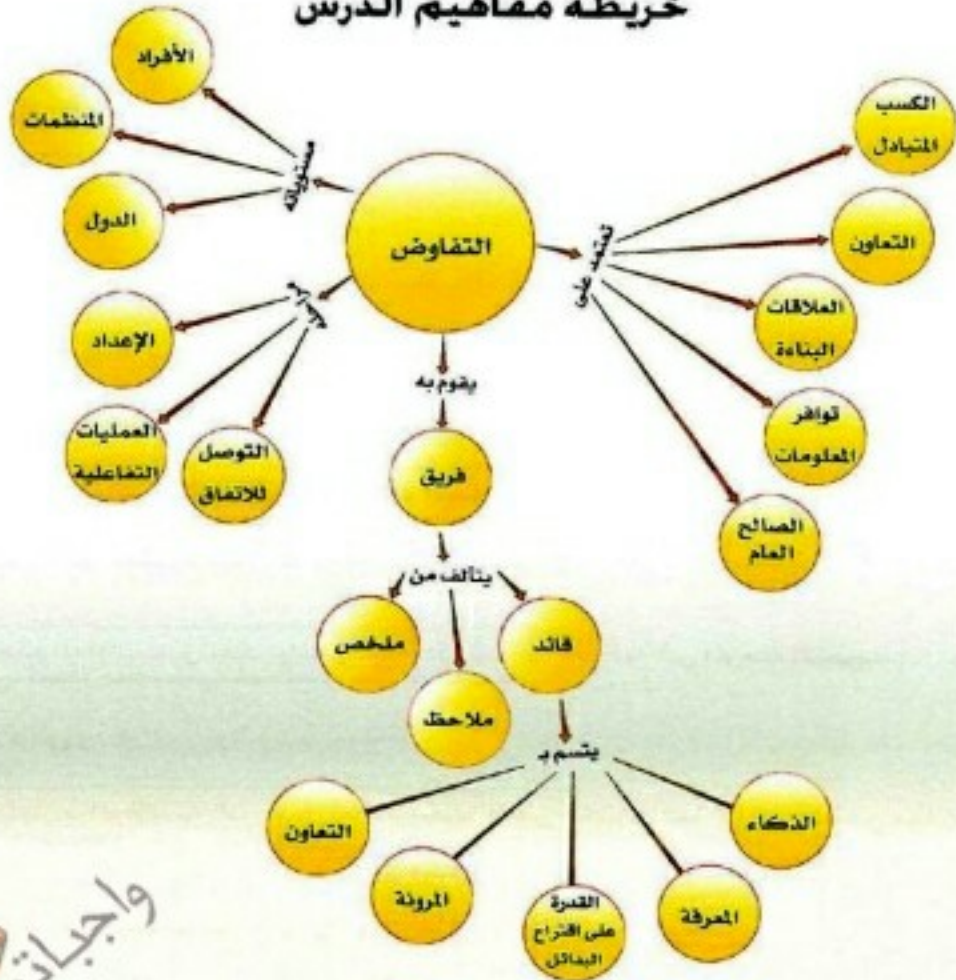 خريطة مفاهيم الدرس
التفاوض
تعتمد على
الكسب
المتبادل
التعاون
العلاقات
البناءة
توافر
المعلومات
الصالح
العام
مستوياته
الأفراد
المنظمات
الدول
مراحله
الإعداد
العمليات
التفاعلية
التوصل
للاتفاق
يقوم به
فريق
يتألف من
قائد
ملاحظ
ملخص
يتسم بـ
الذكاء
المعرفة
القدرة
على اقتراح
البدائل
المرونة
التعاون